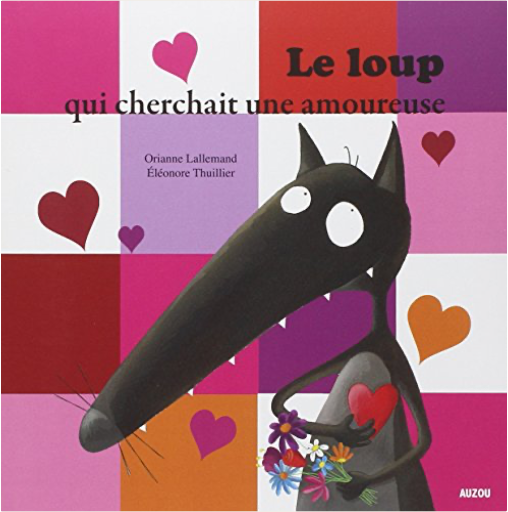 Le loup
qui cherchait une amoureuse
Orianne Lallemand
Éléonore Thuillier
AUZOU